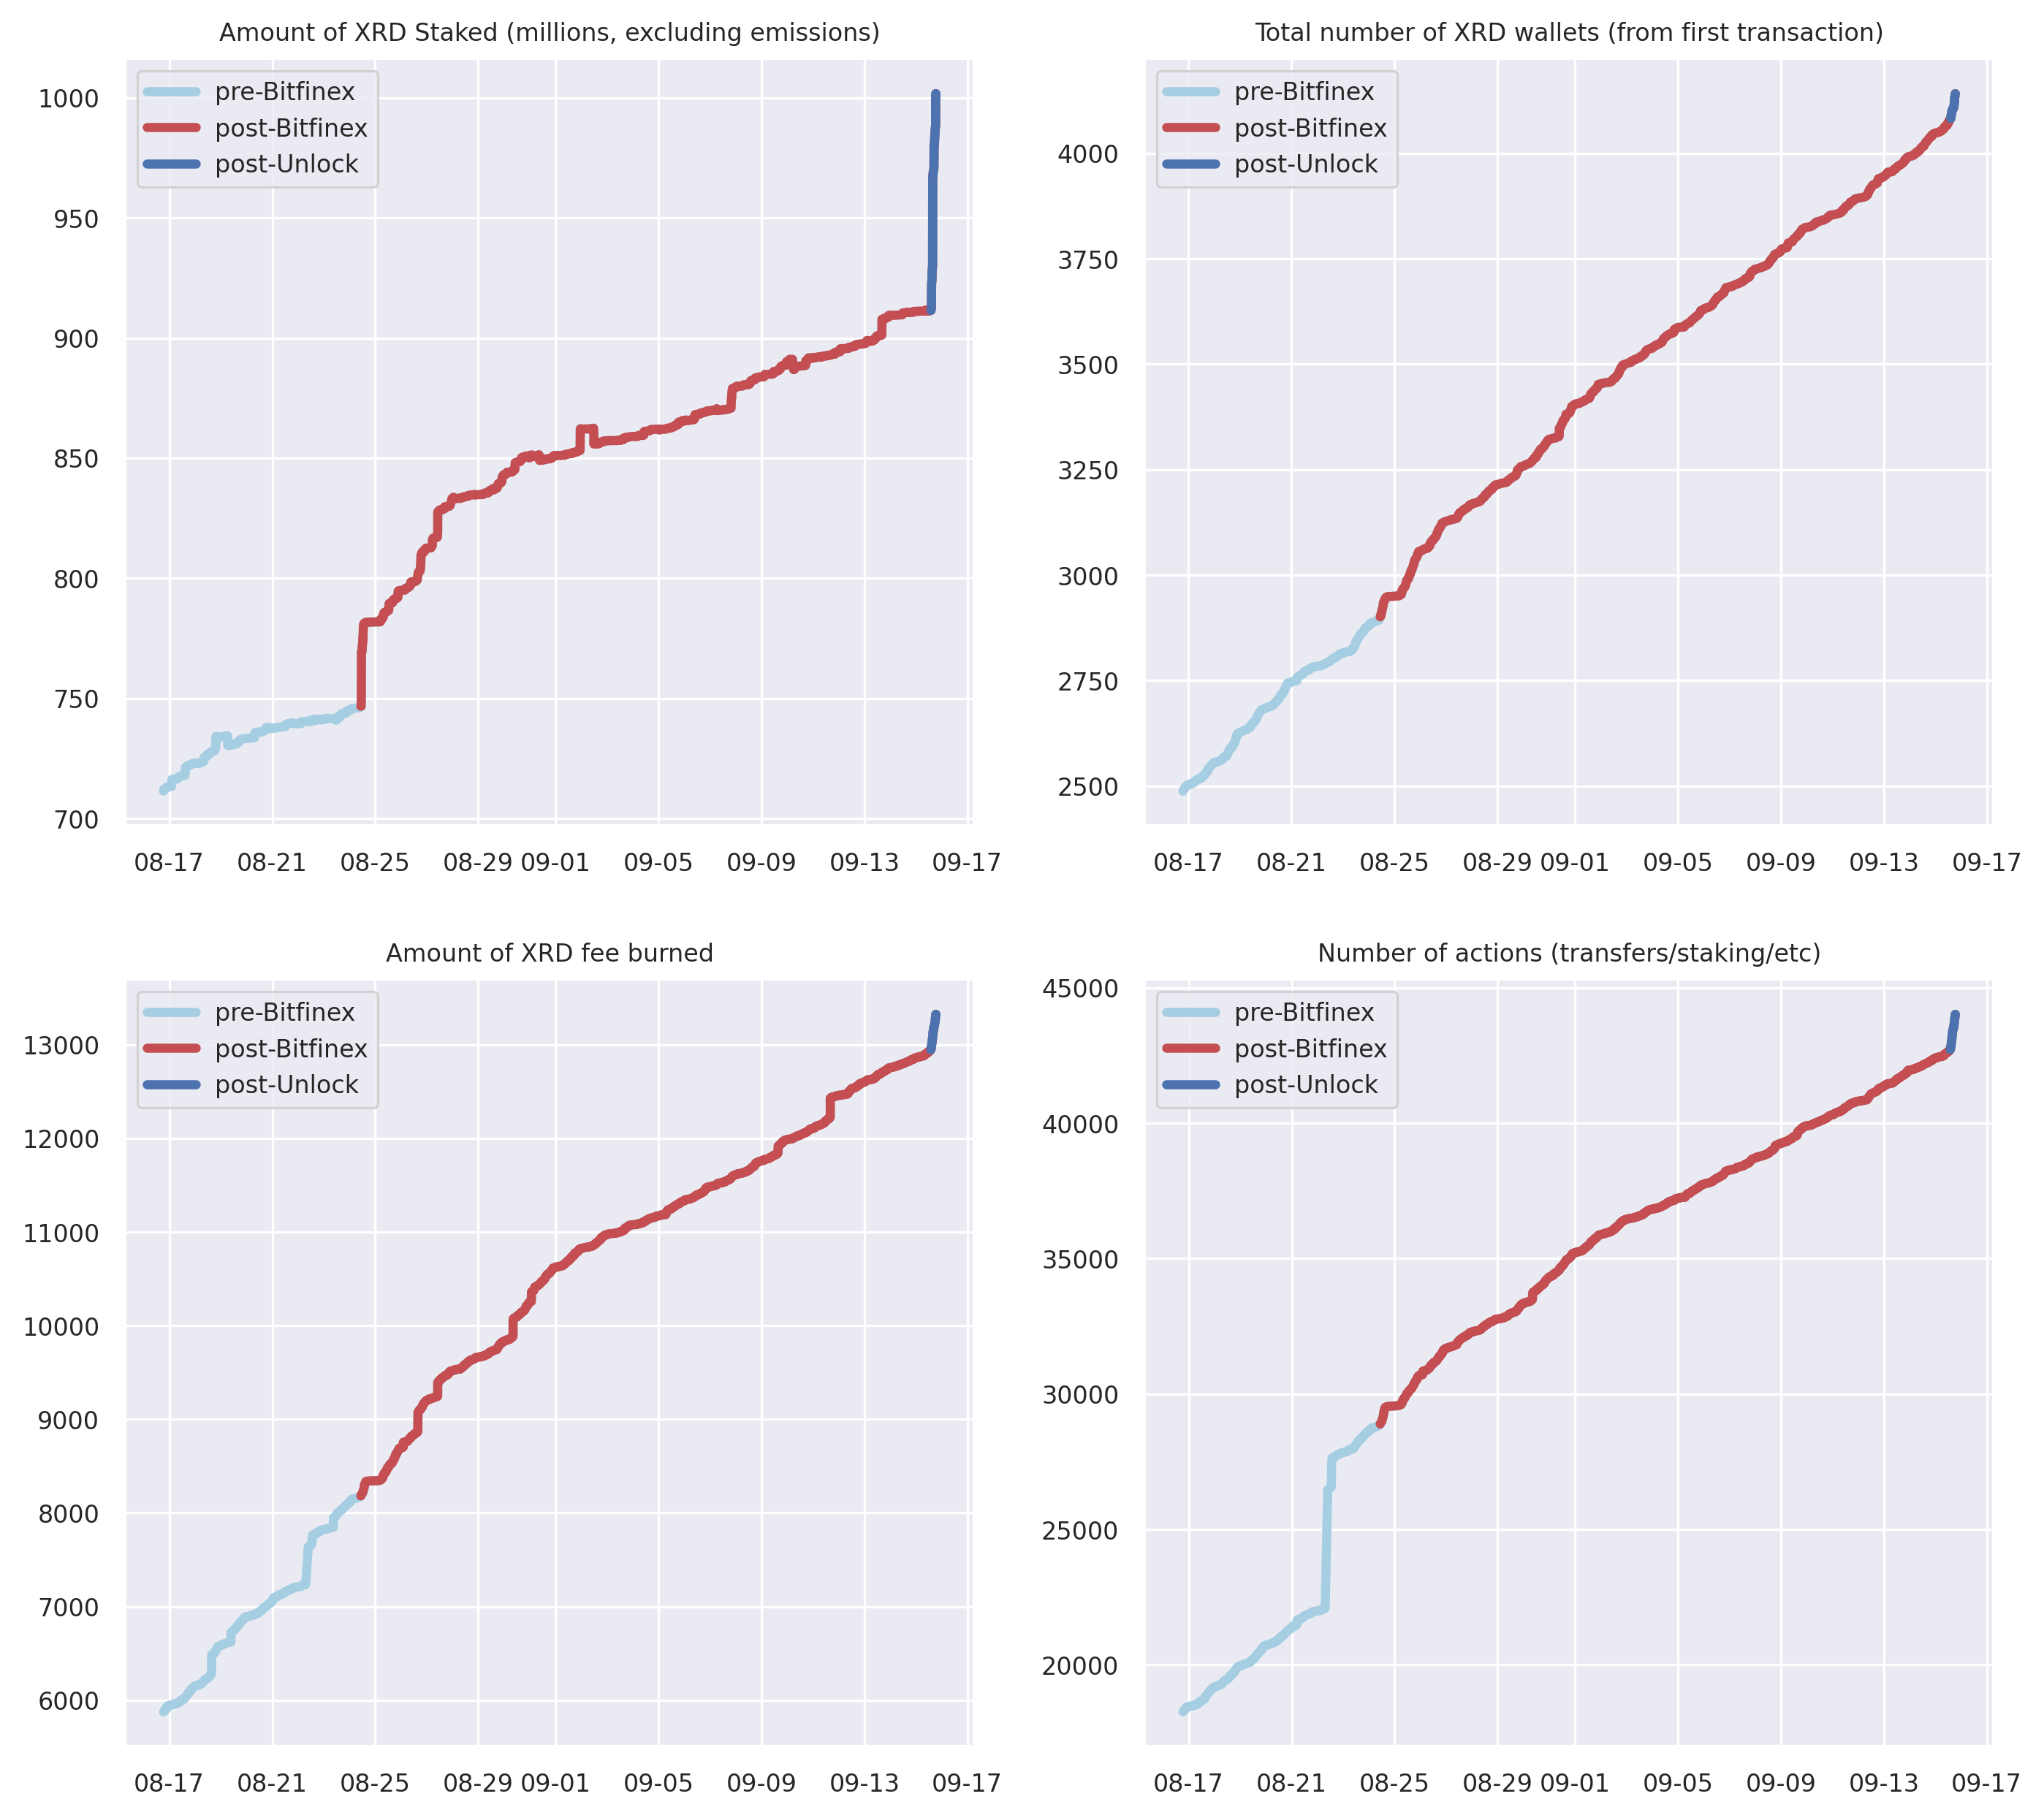 Amount of XRD Staked (millions, excluding emissions)
pre-Bitfinex
post-Bitfinex
post-Unlock
1000
950
900
850
800
750
700
08-17 08-21 08-25 08-29 09-01 09-05 09-09 09-13 09-17
Total number of XRD wallets (from first transaction)
pre-Bitfinex
post-Bitfinex
post-Unlock
4000
3750
3500
3250
3000
2750
2500
08-17 08-21 08-25 08-29 09-01 09-05 09-09 09-13 09-17
Amount of XRD fee burned
pre-Bitfinex
post-Bitfinex
post-Unlock
13000
12000
11000
10000
9000
8000
7000
6000
08-17 08-21 08-25 08-29 09-01 09-05 09-09 09-13 09-17
Number of actions (transfers/staking/etc)
pre-Bitfinex
post-Bitfinex
post-Unlock
45000
40000
35000
30000
25000
20000
08-17 08-21 08-25 08-29 09-01 09-05 09-09 09-13 09-17